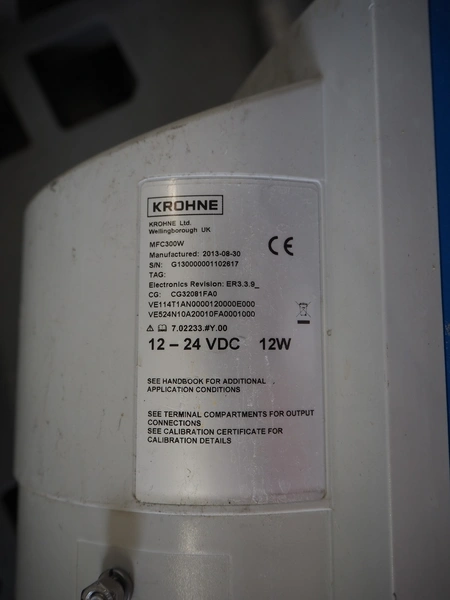 KROHNE
KROHNE Ltd.
Wellingborough UK
MFC300W
Manufactured: 2013-08-30
S/N: G130000001102617
TAG:
Electronics Revision: ER3.3.9_
CG: CG32081FA0
VE114T1AN0000120000E000
VE524N10A20010FA0001000
7.02233.#Y.00
12 – 24 VDC 12W
CE
SEE HANDBOOK FOR ADDITIONAL
APPLICATION CONDITIONS
SEE TERMINAL COMPARTMENTS FOR OUTPUT
CONNECTIONS
SEE CALIBRATION CERTIFICATE FOR
CALIBRATION DETAILS